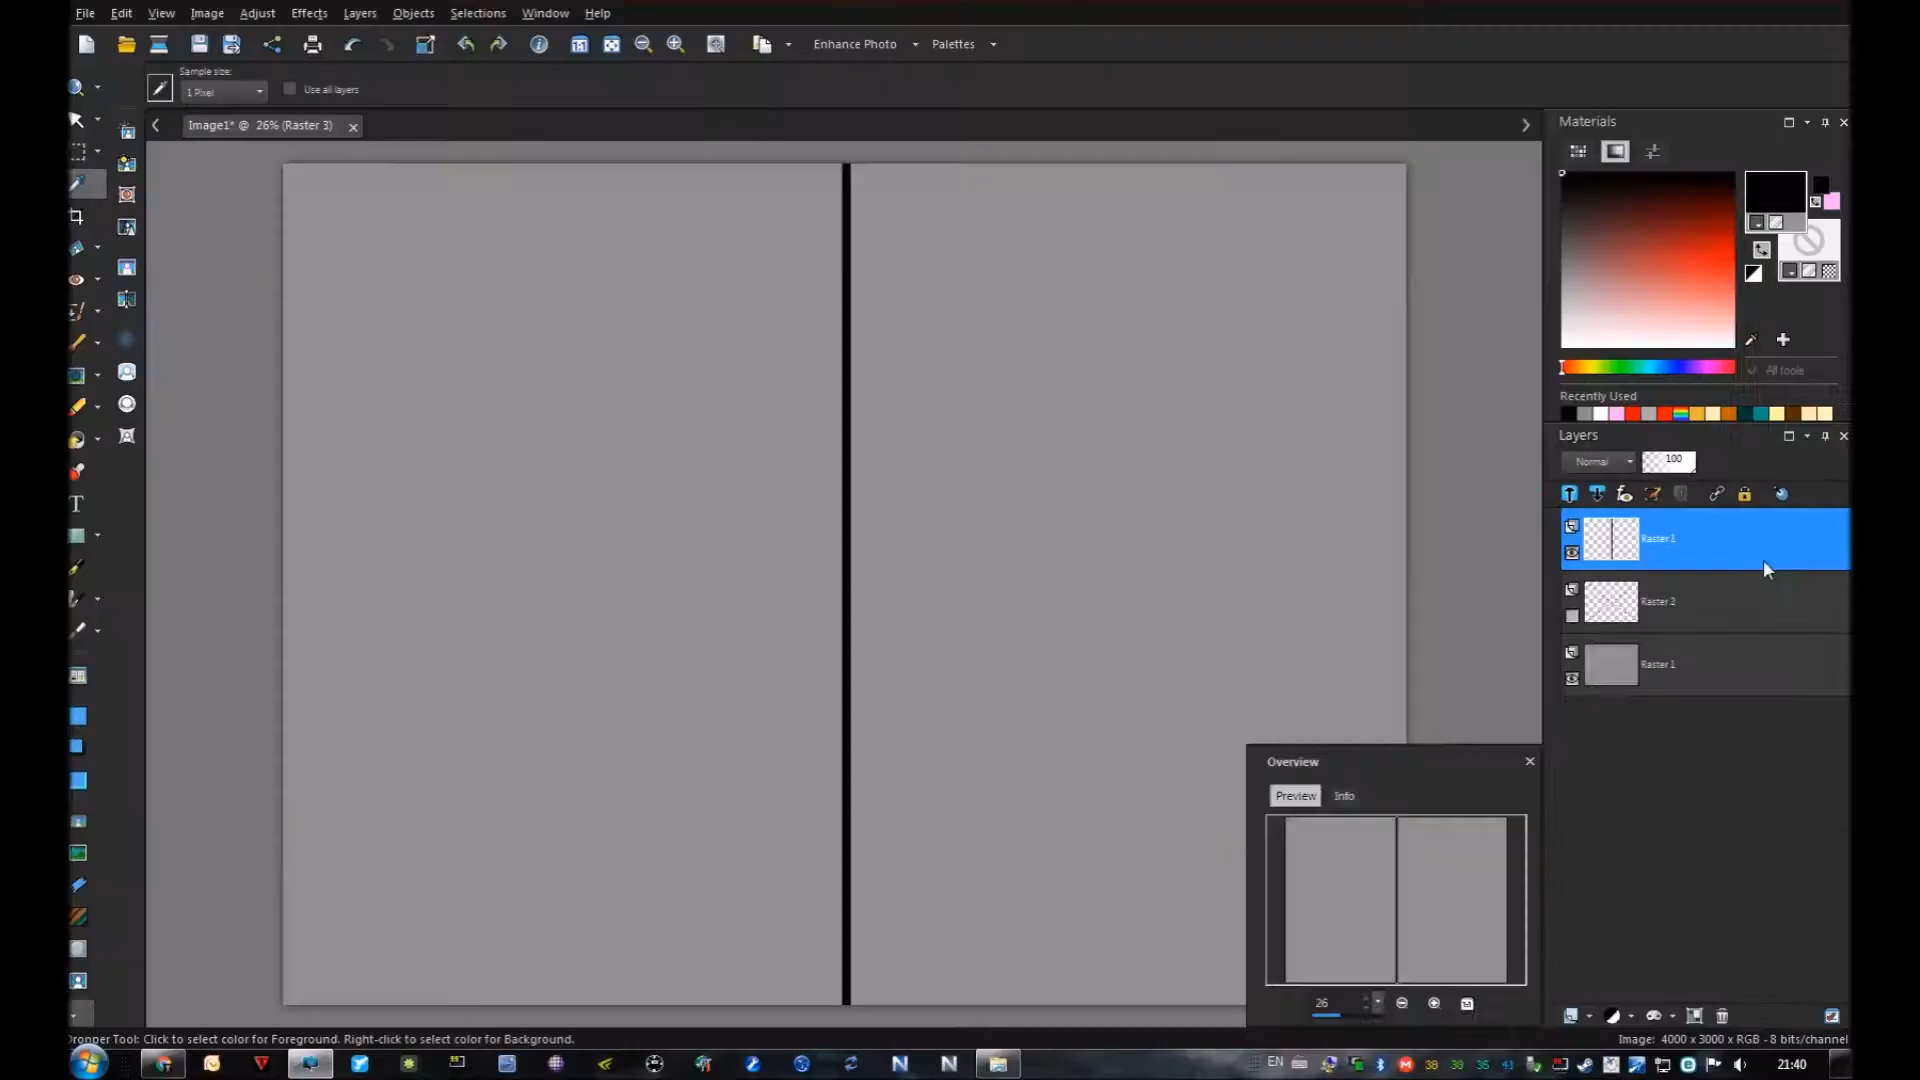 File Edit View Image Adjust Effects Layers Objects Selections Window Help
Enhance Photo Palettes
Sample size:
1 Pixel Use all layers
Image1* @ 26% (Raster 3)
Materials
All tools
Recently Used
Layers
Normal 100
Raster 1
Raster 2
Raster 1
Overview
Preview Info
26
Dropper Tool: Click to select color for Foreground. Right-click to select color for Background.
Image: 4000 x 3000 x RGB - 8 bits/channel
EN 38 38 35 41 21:40